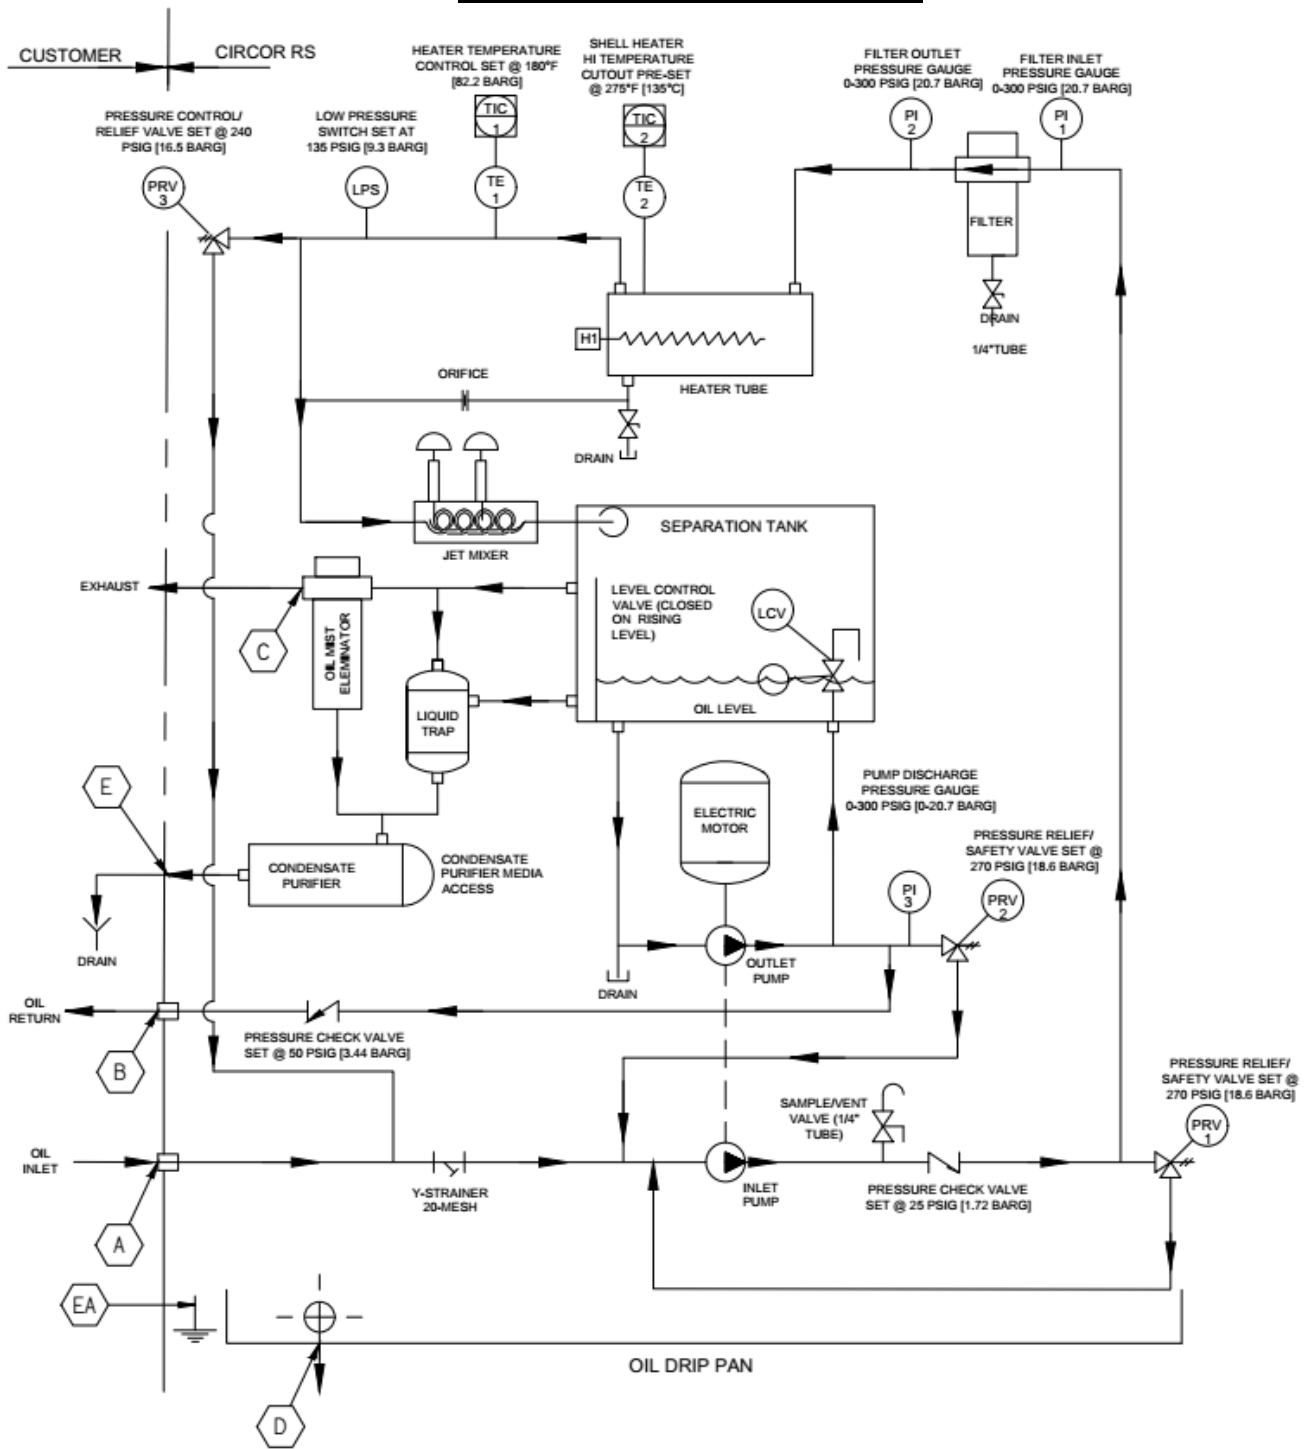 CUSTOMER
CIRCOR RS
HEATER TEMPERATURE
CONTROL SET @ 180°F
[82.2 BARG]
SHELL HEATER
HI TEMPERATURE
CUTOUT PRE-SET
@ 275°F [135°C]
FILTER OUTLET
PRESSURE GAUGE
0-300 PSIG [20.7 BARG]
FILTER INLET
PRESSURE GAUGE
0-300 PSIG [20.7 BARG]
PRESSURE CONTROL/
RELIEF VALVE SET @ 240
PSIG [16.5 BARG]
LOW PRESSURE
SWITCH SET AT
135 PSIG [9.3 BARG]
TIC
1
TIC
2
PI
2
PI
1
PRV
3
LPS
TE
1
TE
2
FILTER
DRAIN
1/4"TUBE
H1
HEATER TUBE
ORIFICE
DRAIN
JET MIXER
SEPARATION TANK
EXHAUST
LEVEL CONTROL
VALVE (CLOSED
ON RISING
LEVEL)
LCV
C
OIL MIST
ELEMINATOR
LIQUID
TRAP
OIL LEVEL
E
ELECTRIC
MOTOR
PUMP DISCHARGE
PRESSURE GAUGE
0-300 PSIG [0-20.7 BARG]
PRESSURE RELIEF/
SAFETY VALVE SET @
270 PSIG [18.6 BARG]
CONDENSATE
PURIFIER
CONDENSATE
PURIFIER MEDIA
ACCESS
PI
3
PRV
2
DRAIN
OUTLET
PUMP
DRAIN
OIL
RETURN
PRESSURE CHECK VALVE
SET @ 50 PSIG [3.44 BARG]
B
PRESSURE RELIEF/
SAFETY VALVE SET @
270 PSIG [18.6 BARG]
SAMPLE/VENT
VALVE (1/4"
TUBE)
PRV
1
OIL
INLET
Y-STRAINER
20-MESH
INLET
PUMP
PRESSURE CHECK VALVE
SET @ 25 PSIG [1.72 BARG]
A
EA
OIL DRIP PAN
D